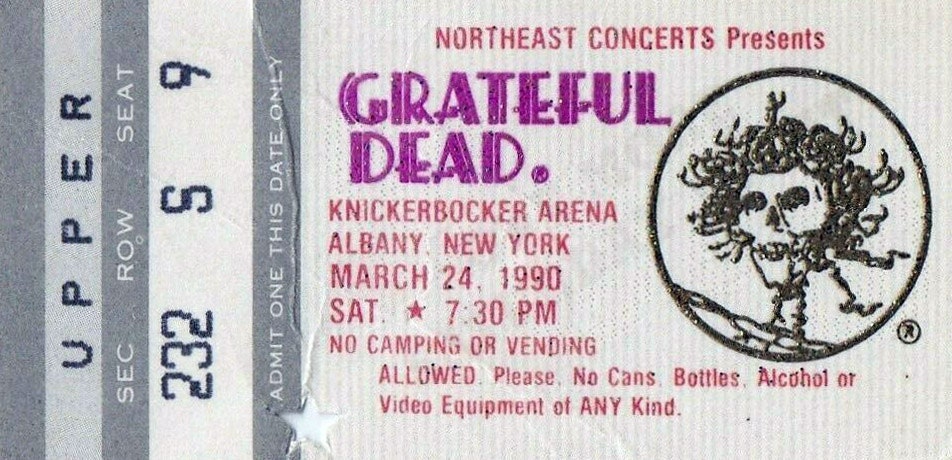 UPPER
SEC ROW SEAT
232 S 9
ADMIT ONE THIS DATE ONLY
NORTHEAST CONCERTS Presents
GRATEFUL
DEAD.
KNICKERBOCKER ARENA
ALBANY, NEW YORK
MARCH 24, 1990
SAT. ★ 7:30 PM
NO CAMPING OR VENDING
ALLOWED. Please, No Cans, Bottles, Alcohol or
Video Equipment of ANY Kind.
®